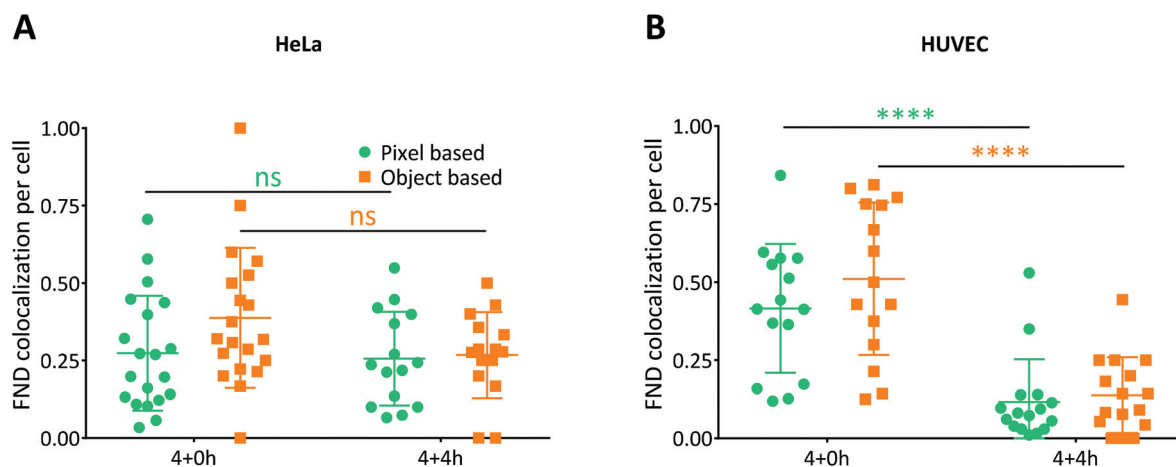 A
HeLa
FND colocalization per cell
1.00
0.75
0.50
0.25
0.00
Pixel based
Object based
ns
ns
4+0h
4+4h
B
HUVEC
FND colocalization per cell
1.00
0.75
0.50
0.25
0.00
****
****
4+0h
4+4h